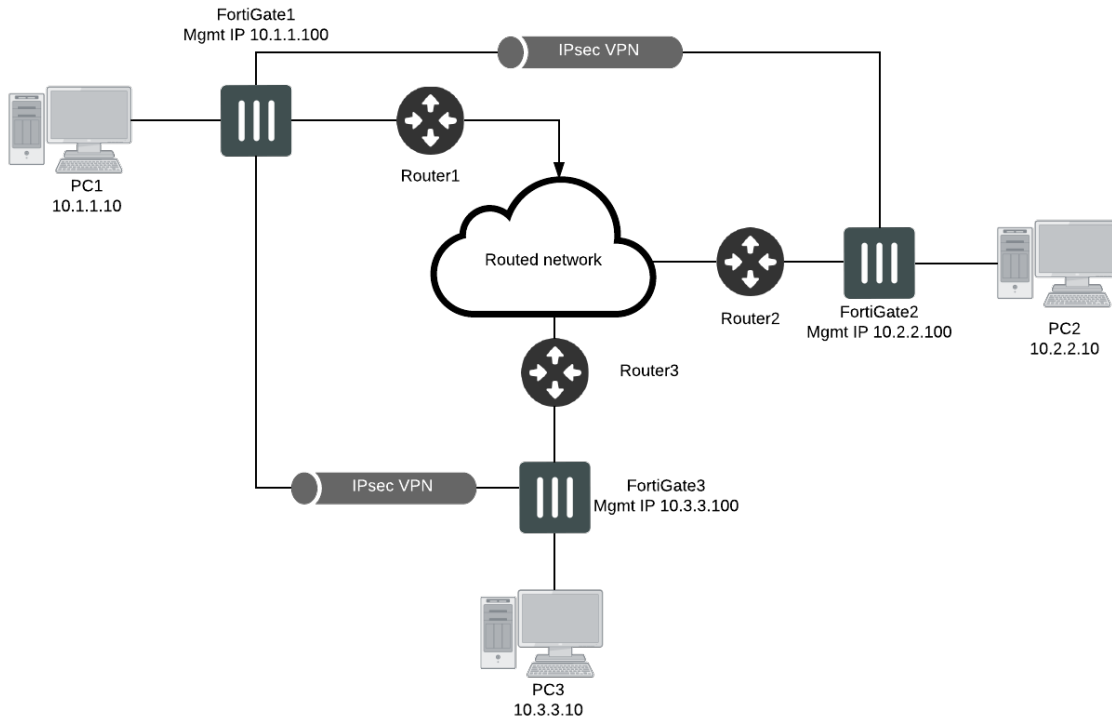 FortiGate1
Mgmt IP 10.1.1.100
IPsec VPN
PC1
10.1.1.10
Router1
Routed network
Router2
FortiGate2
Mgmt IP 10.2.2.100
PC2
10.2.2.10
Router3
IPsec VPN
FortiGate3
Mgmt IP 10.3.3.100
PC3
10.3.3.10